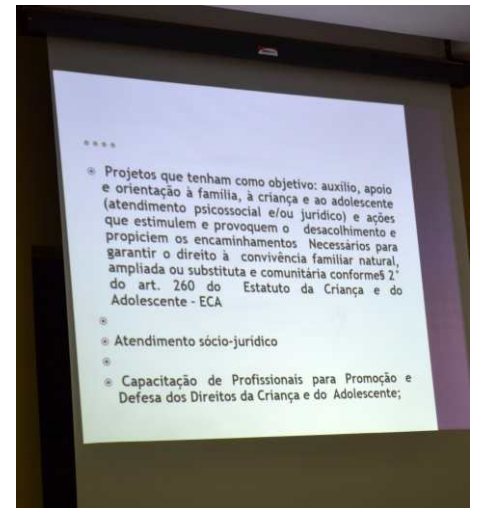 ....
Projetos que tenham como objetivo: auxílio, apoio
e orientação à família, à criança e ao adolescente
(atendimento psicossocial e/ou jurídico) e ações
que estimulem e provoquem o desacolhimento e
propiciem os encaminhamentos Necessários para
garantir o direito à convivência familiar natural,
ampliada ou substituta e comunitária conforme§ 2°
do art. 260 do Estatuto da Criança e do
Adolescente - ECA
Atendimento sócio-jurídico
Capacitação de Profissionais para Promoção e
Defesa dos Direitos da Criança e do Adolescente;